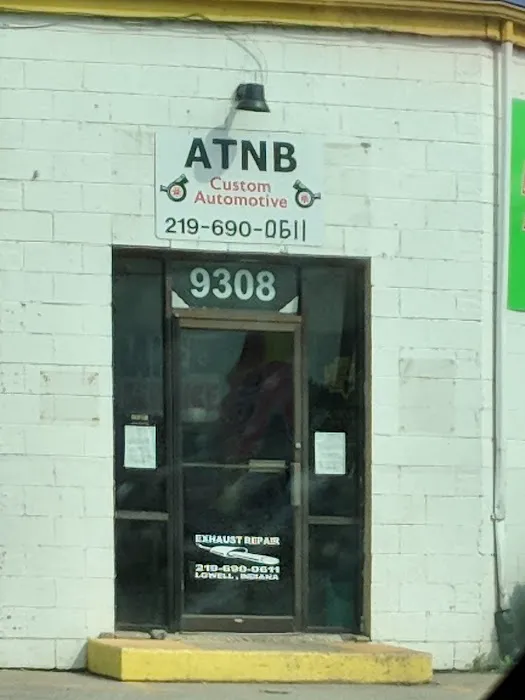 ATNB
Custom
Automotive
219-690-0611
9308
EXHAUST REPAIR
219-690-0611
LOWELL, INDIANA